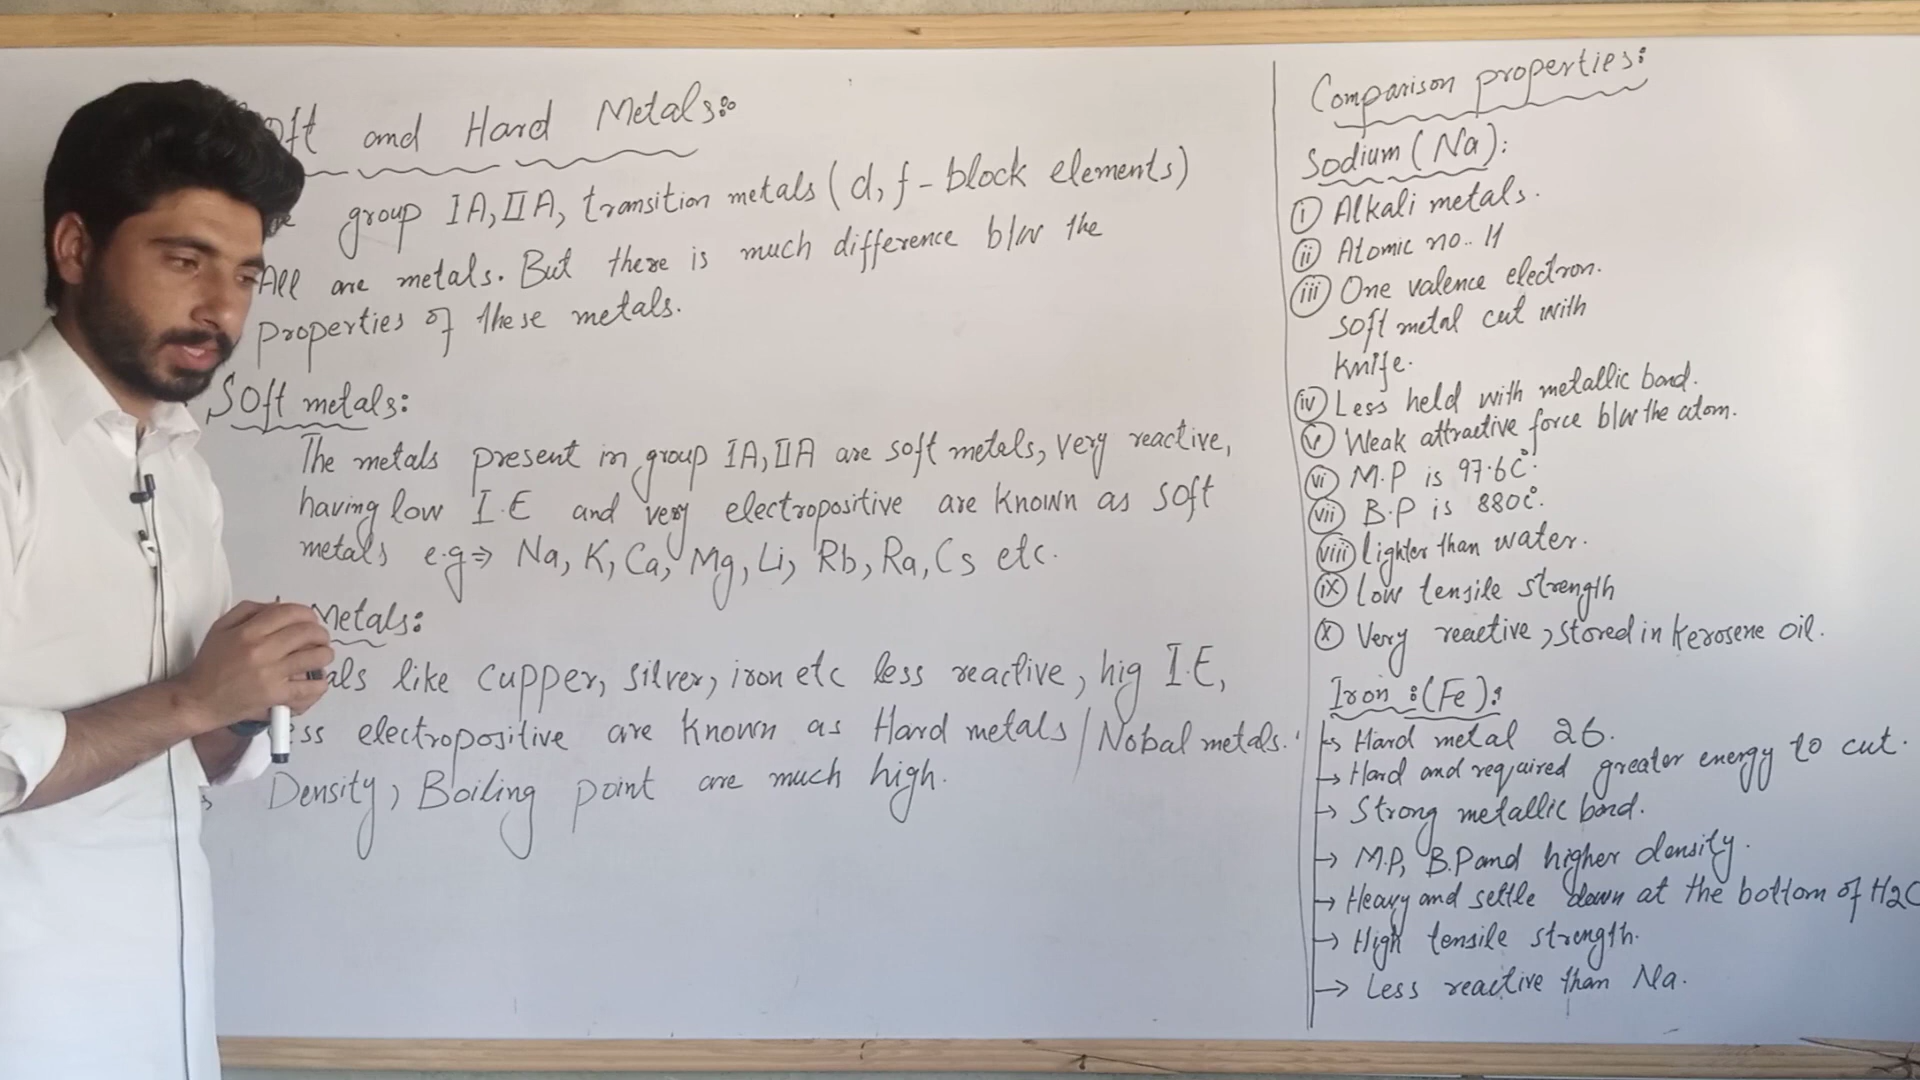 and Hard Metals:
group IA, IIA, transition metals (d, f-block elements)
All are metals. But there is much difference b/w the
properties of these metals.
Soft metals:
The metals present in group IA, IIA are soft metals, very reactive,
having low I.E and very electropositive are known as soft
metals e.g⇒ Na, K, Ca, Mg, Li, Rb, Ra, Cs etc.
Metals:
like cupper, silver, iron etc less reactive, hig I.E,
electropositive are known as Hard metals / Nobal metals.
Density, Boiling point are much high.
Comparison properties:
Sodium (Na):
(i) Alkali metals.
(ii) Atomic no.. 11
(iii) One valence electron.
soft metal cut with
knife.
(iv) Less held with metallic bond.
(v) Weak attractive force b/w the atom.
(vi) M.P is 97.6C°.
(vii) B.P is 880C°.
(viii) lighter than water.
(ix) low tensile strength
(x) Very reactive, stored in kerosene oil.
Iron :(Fe):
→ Hard metal 26.
→ Hard and required greater energy to cut.
→ Strong metallic bond.
→ M.P, B.P and higher density.
→ Heavy and settle down at the bottom of H2O
→ High tensile strength.
→ Less reactive than Na.